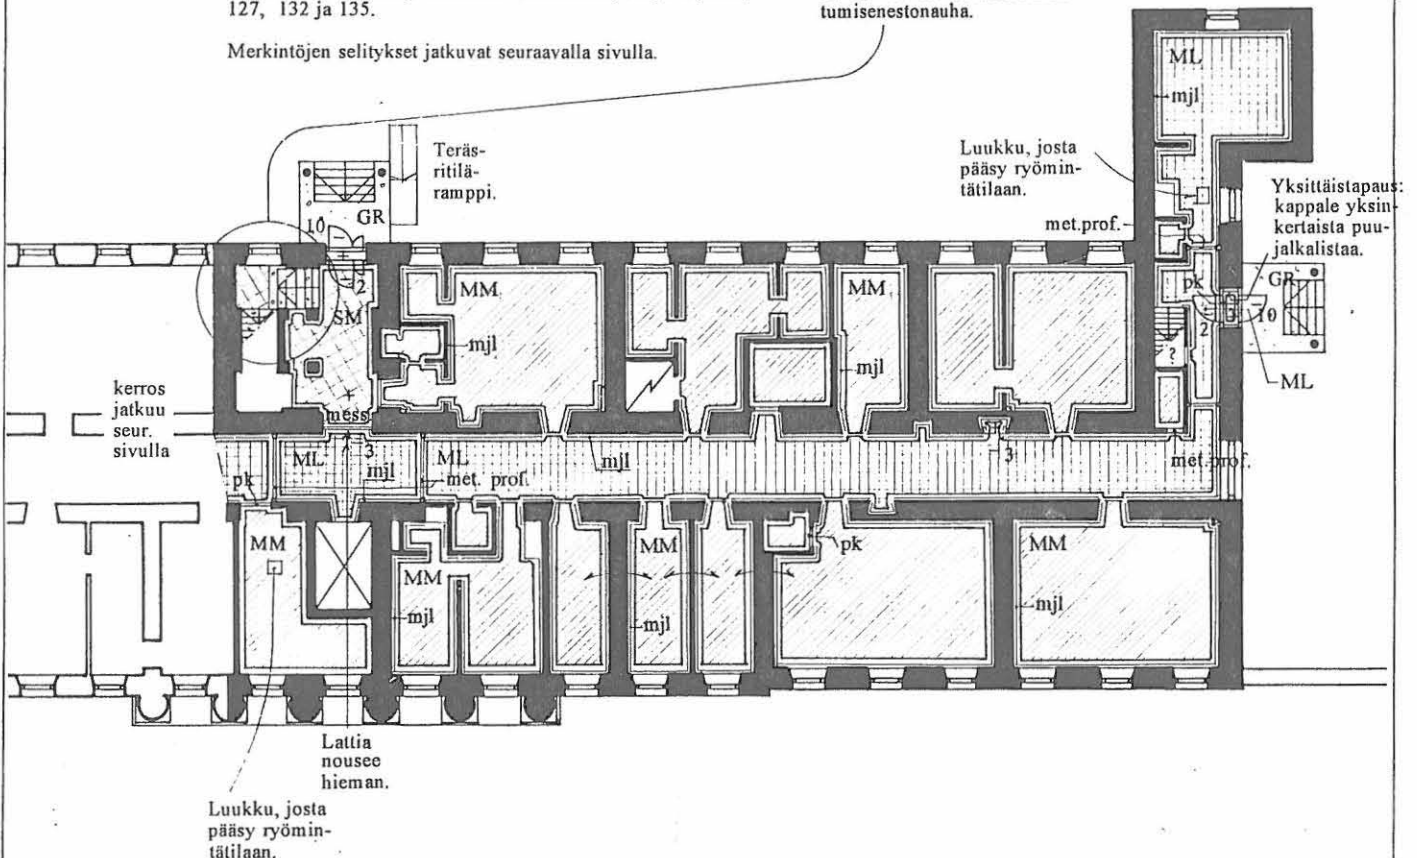 127, 132 ja 135.
tumisenestonauha.
Merkintöjen selitykset jatkuvat seuraavalla sivulla.
ML
mjl
Teräs-
ritilä-
ramppi.
Luukku, josta
pääsy ryömin-
tätilaan.
Yksittäistapaus:
kappale yksin-
kertaista puu-
jalkalistaa.
10
GR
met.prof.
2
SM
MM
mjl
MM
mjl
pk
GR
2
10
?
ML
kerros
jatkuu
seur.
sivulla
mess
3
ML
mjl
ML
met. prof.
mjl
3
met.prof.
pk
MM
MM
mjl
MM
mjl
pk
MM
mjl
Lattia
nousee
hieman.
Luukku, josta
pääsy ryömin-
tätilaan.